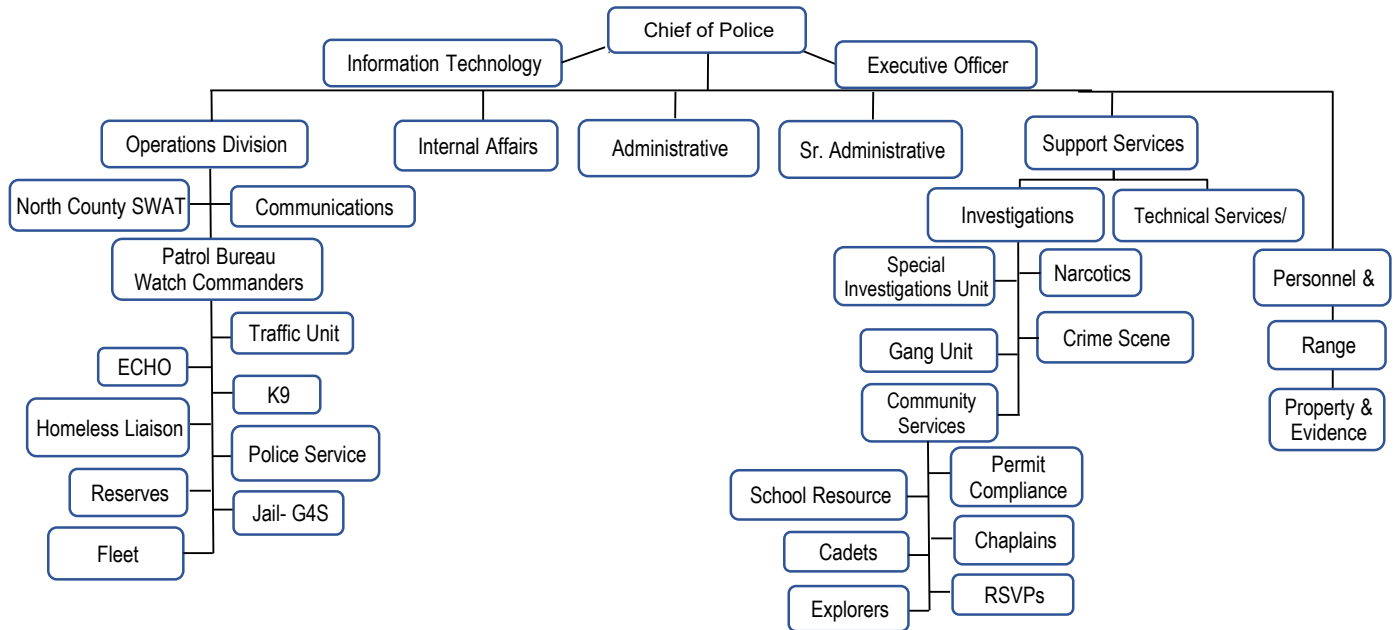 Chief of Police
Information Technology
Executive Officer
Operations Division
Internal Affairs
Administrative
Sr. Administrative
Support Services
North County SWAT
Communications
Investigations
Technical Services/
Patrol Bureau
Watch Commanders
Special
Investigations Unit
Narcotics
Personnel &
Traffic Unit
Gang Unit
Crime Scene
Range
ECHO
K9
Community
Services
Property &
Evidence
Homeless Liaison
Police Service
Permit
Compliance
Reserves
School Resource
Jail- G4S
Chaplains
Fleet
Cadets
RSVPs
Explorers